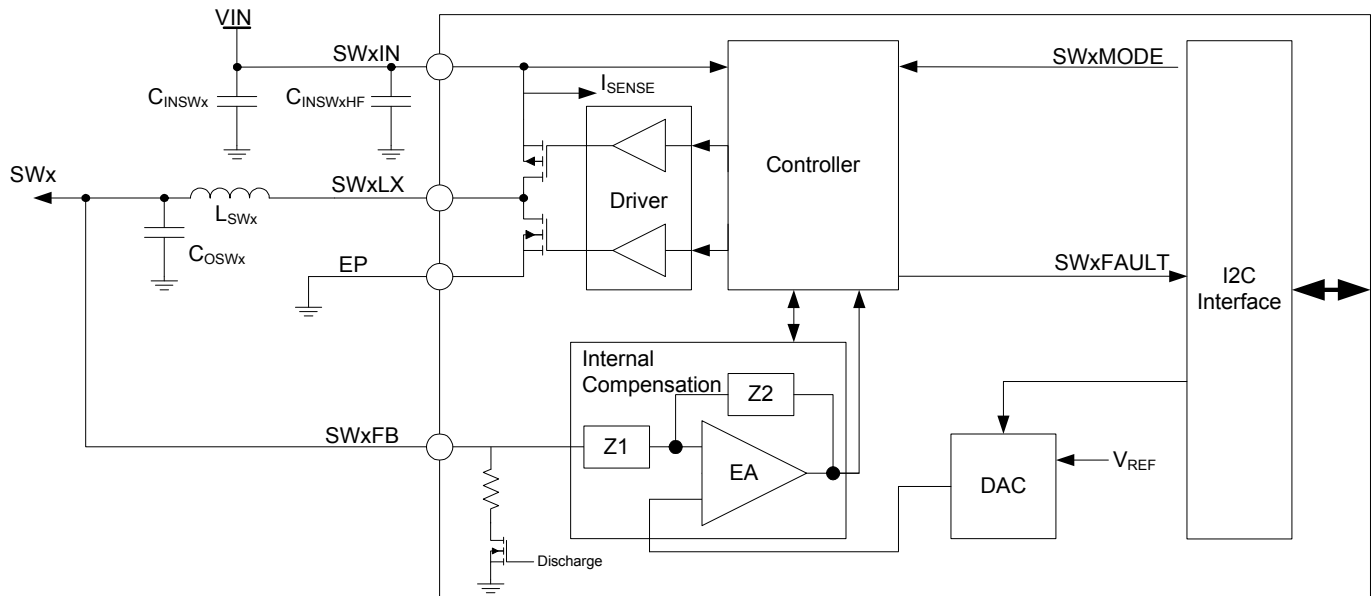 VIN
SWxIN
SWxMODE
CINSWx
CINSWxHF
ISENSE
Controller
SWx
SWxLX
Driver
LSWx
COSWx
EP
SWxFAULT
I2C
Interface
Internal
Compensation
Z2
SWxFB
Z1
EA
VREF
DAC
Discharge